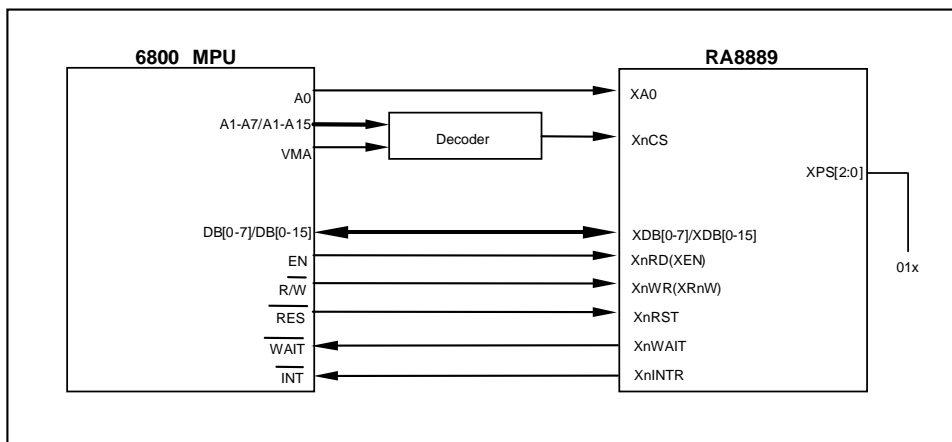 6800 MPU
RA8889
A0
XA0
A1-A7/A1-A15
Decoder
XnCS
VMA
XPS[2:0]
DB[0-7]/DB[0-15]
XDB[0-7]/XDB[0-15]
EN
XnRD(XEN)
01x
R/W
XnWR(XRnW)
RES
XnRST
WAIT
XnWAIT
INT
XnINTR